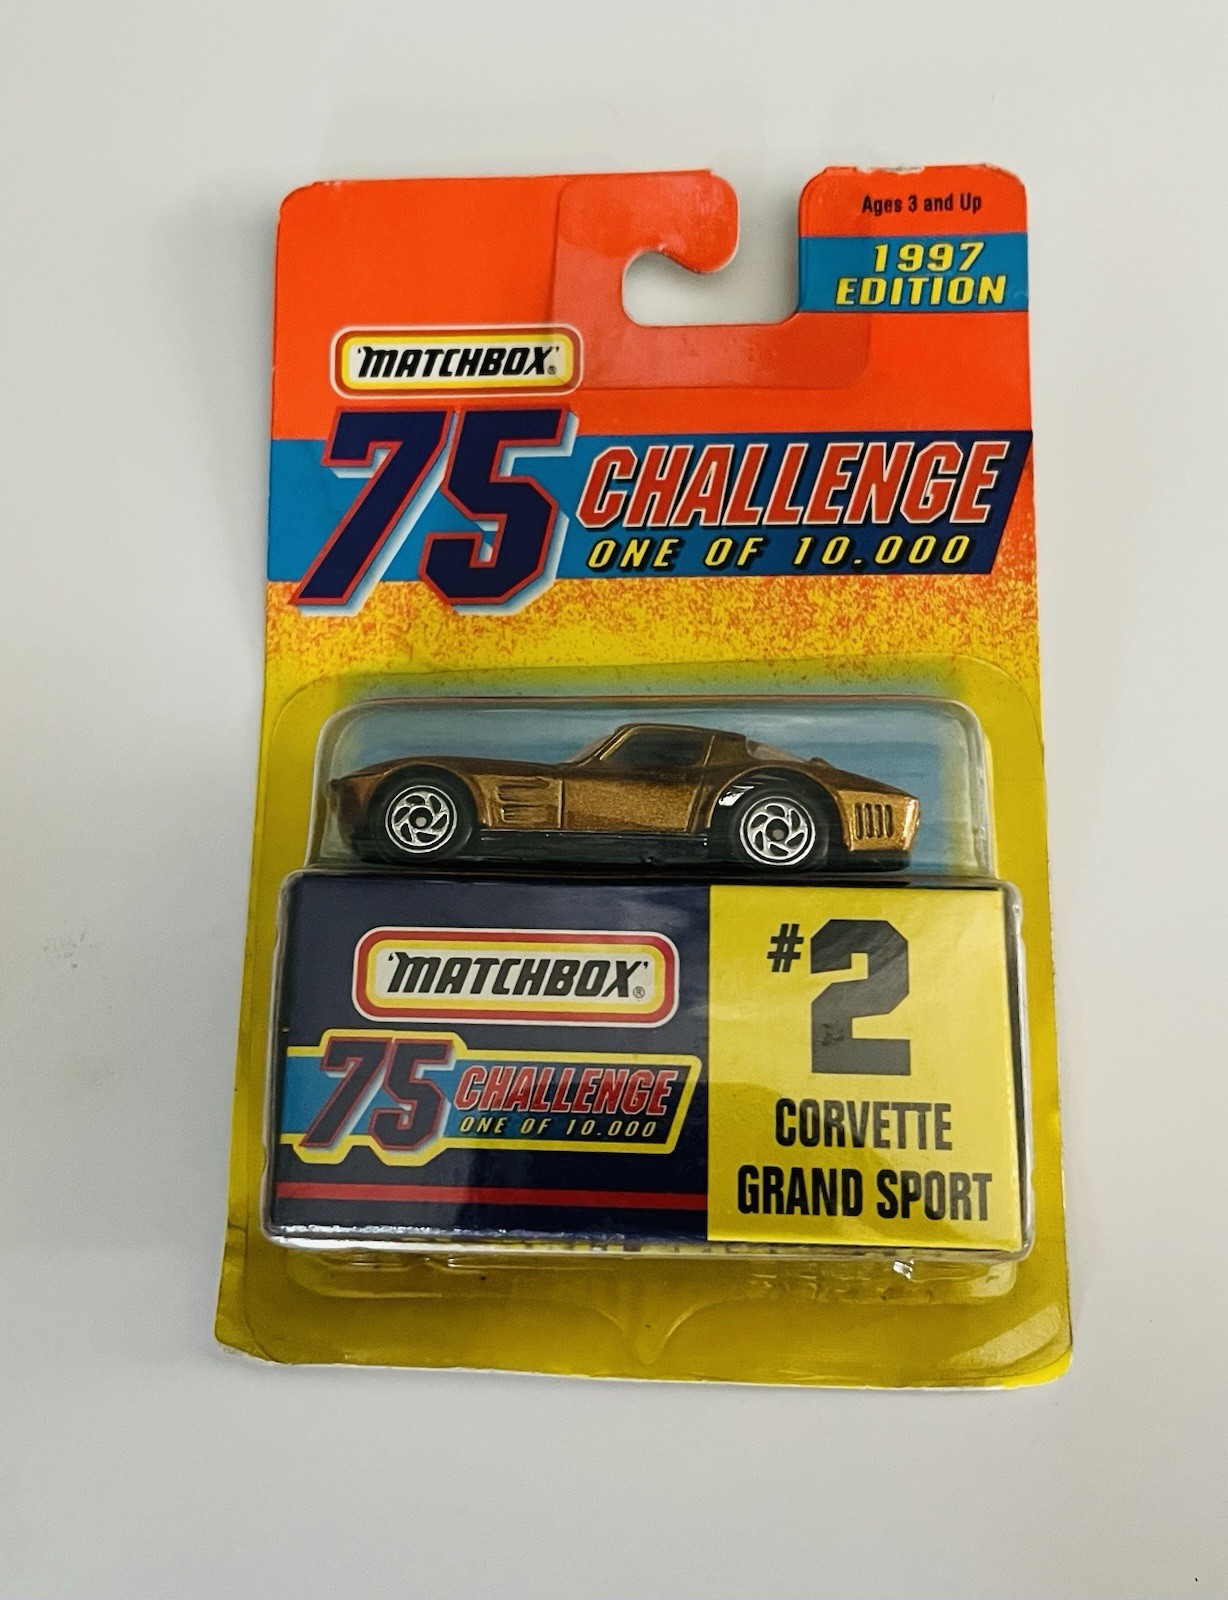 Ages 3 and Up
1997
EDITION
'MATCHBOX'®
75 CHALLENGE
ONE OF 10.000
'MATCHBOX'®
75 CHALLENGE
ONE OF 10.000
#2
CORVETTE
GRAND SPORT